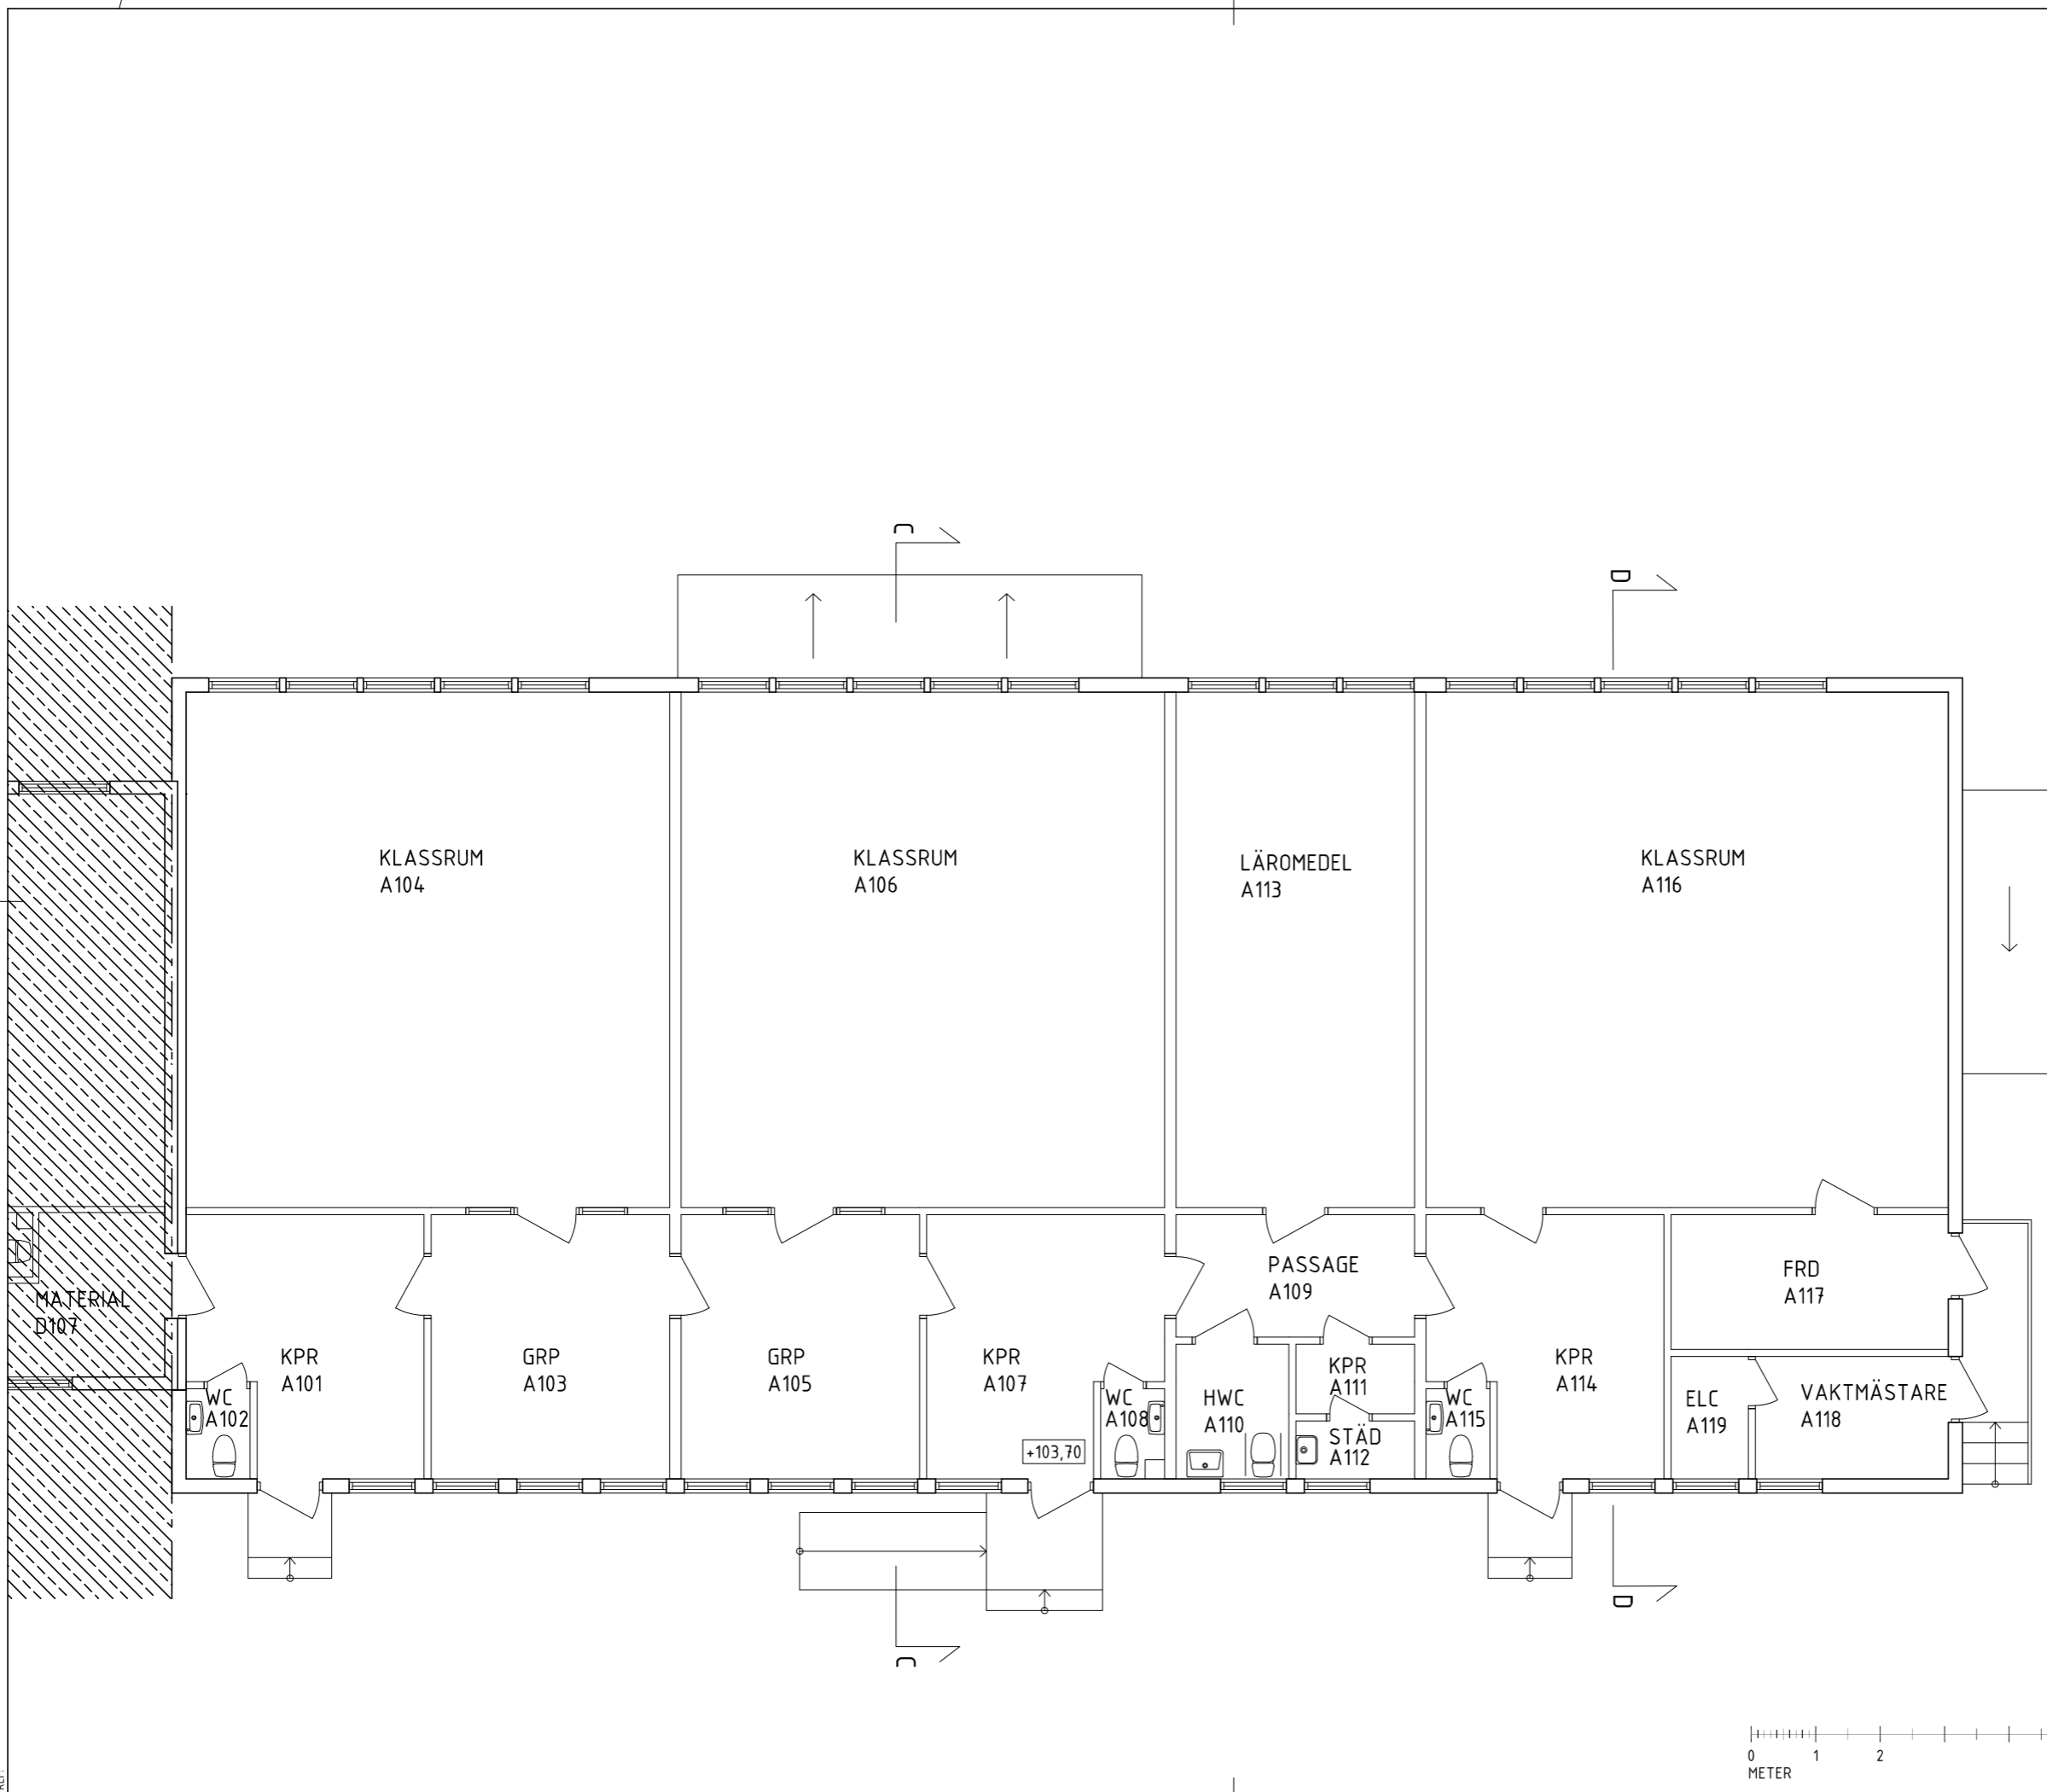 C
D
KLASSRUM
A104
KLASSRUM
A106
LÄROMEDEL
A113
KLASSRUM
A116
MATERIAL
D107
KPR
A101
WC
A102
GRP
A103
GRP
A105
KPR
A107
WC
A108
+103,70
PASSAGE
A109
HWC
A110
KPR
A111
STÄD
A112
KPR
A114
WC
A115
FRD
A117
ELC
A119
VAKTMÄSTARE
A118
C
D
0 1 2
METER